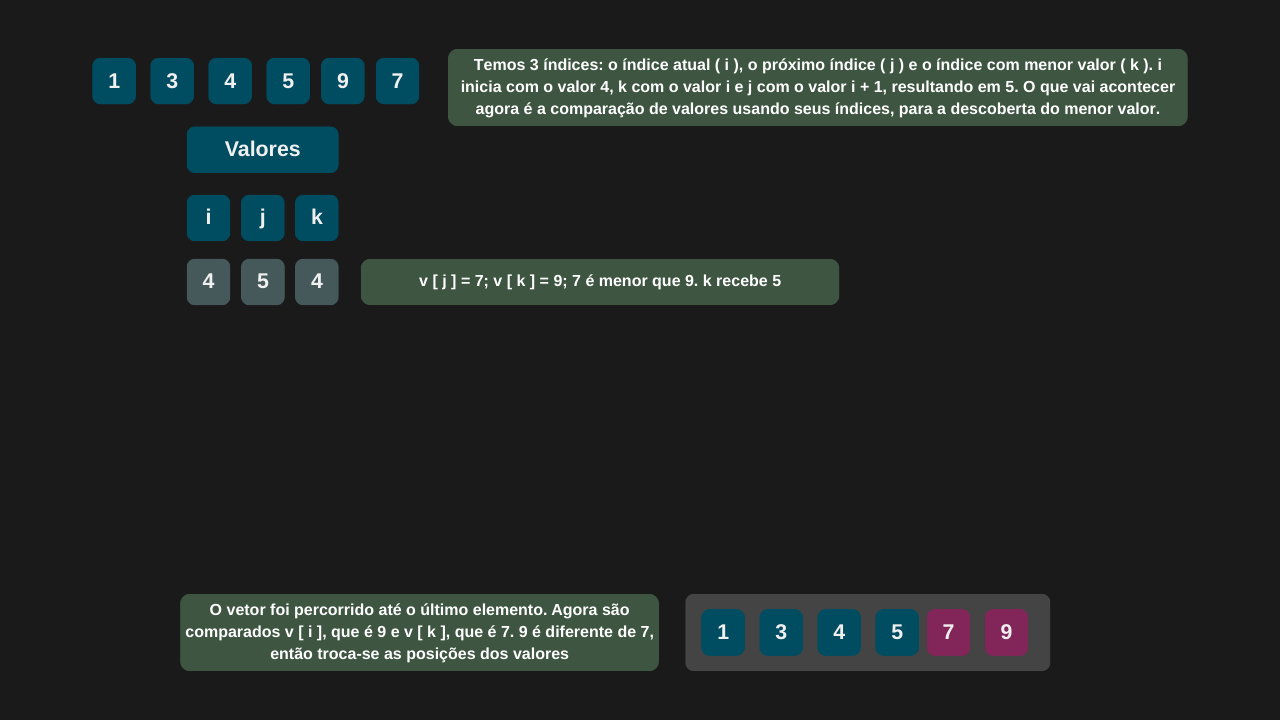 1 3 4 5 9 7
Temos 3 índices: o índice atual ( i ), o próximo índice ( j ) e o índice com menor valor ( k ). i
inicia com o valor 4, k com o valor i e j com o valor i + 1, resultando em 5. O que vai acontecer
agora é a comparação de valores usando seus índices, para a descoberta do menor valor.
Valores
i j k
4 5 4
v [ j ] = 7; v [ k ] = 9; 7 é menor que 9. k recebe 5
O vetor foi percorrido até o último elemento. Agora são
comparados v [ i ], que é 9 e v [ k ], que é 7. 9 é diferente de 7,
então troca-se as posições dos valores
1 3 4 5 7 9